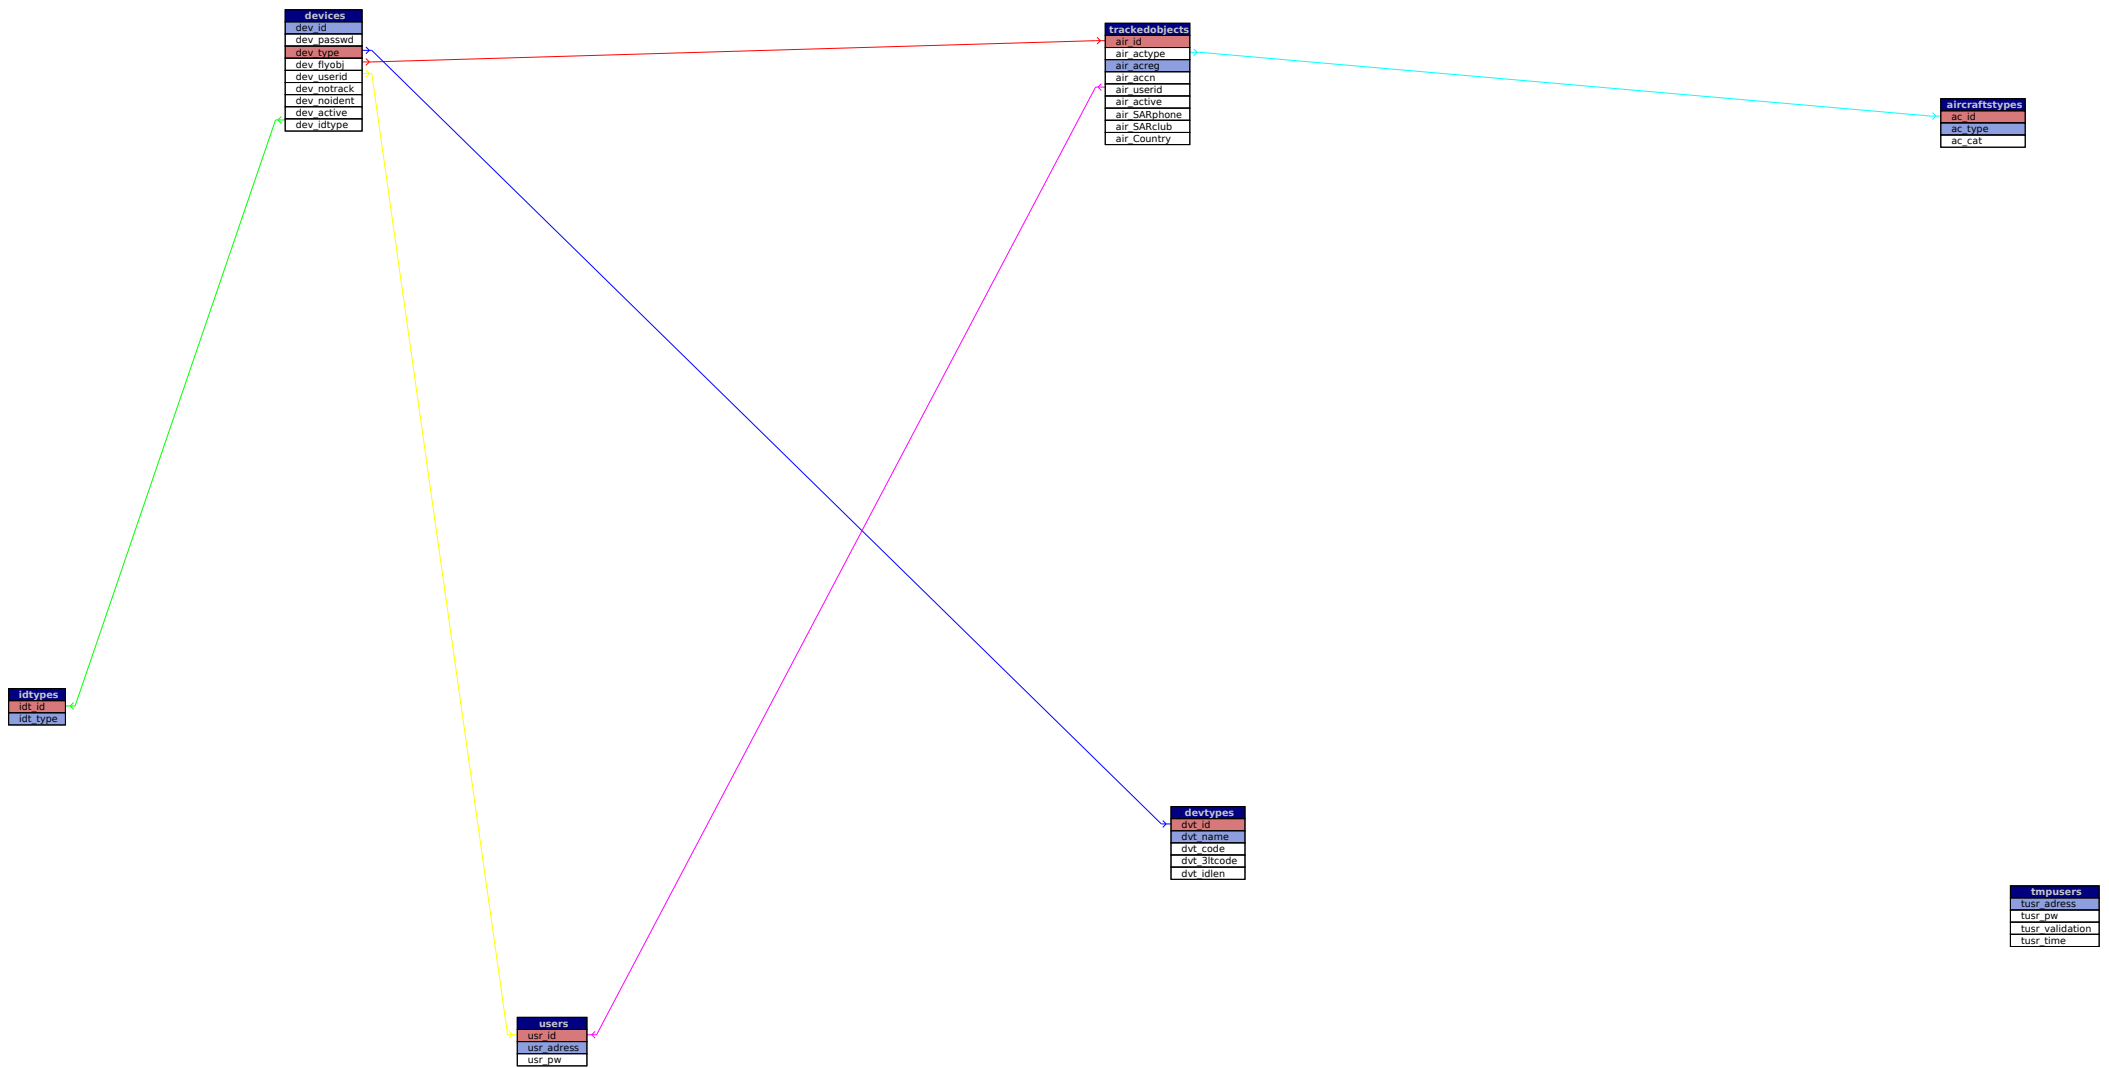 devices
dev_id
dev_passwd
dev_type
dev_flyobj
dev_userid
dev_notrack
dev_noident
dev_active
dev_idtype
trackedobjects
air_id
air_actype
air_acreg
air_accn
air_userid
air_active
air_SARphone
air_SARclub
air_Country
aircraftstypes
ac_id
ac_type
ac_cat
idtypes
idt_id
idt_type
devtypes
dvt_id
dvt_name
dvt_code
dvt_3ltcode
dvt_idlen
tmpusers
tusr_adress
tusr_pw
tusr_validation
tusr_time
users
usr_id
usr_adress
usr_pw